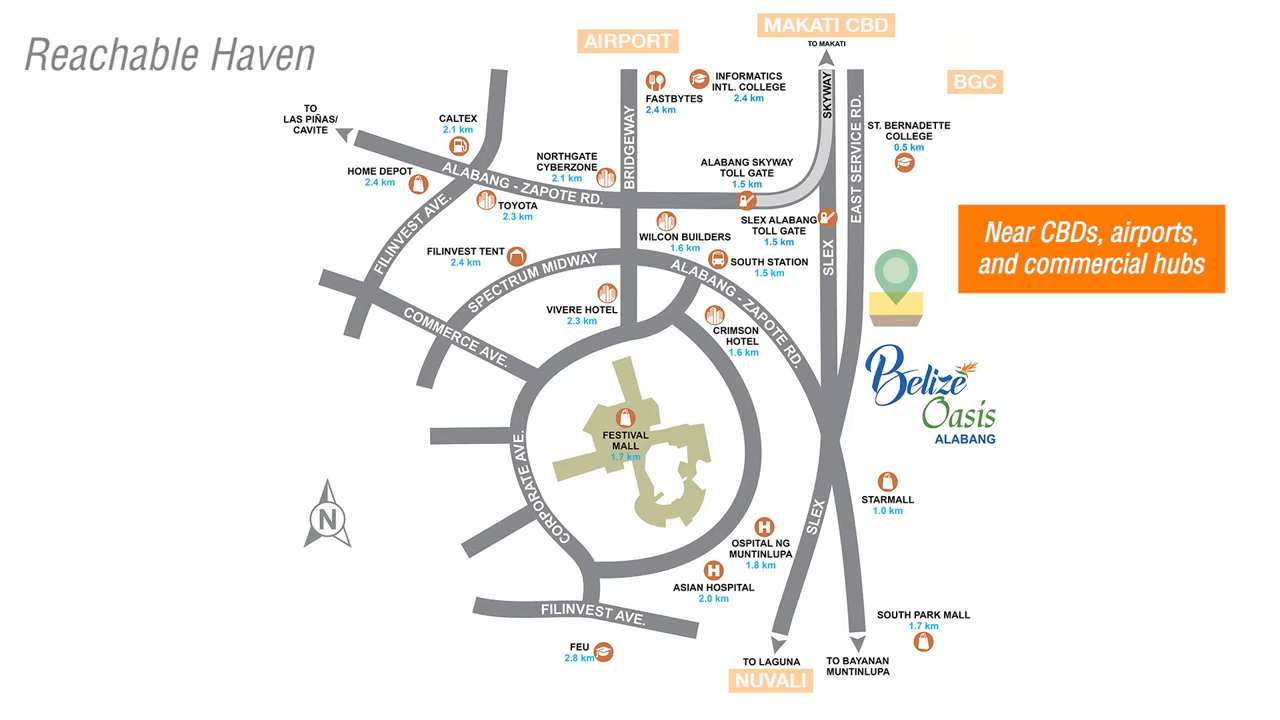 Reachable Haven
AIRPORT
MAKATI CBD
TO MAKATI
BGC
TO
LAS PIÑAS/
CAVITE
CALTEX
2.1 km
FASTBYTES
2.4 km
INFORMATICS
INTL. COLLEGE
2.4 km
SKYWAY
EAST SERVICE RD.
ST. BERNADETTE
COLLEGE
0.5 km
BRIDGEWAY
HOME DEPOT
2.4 km
ALABANG - ZAPOTE RD.
NORTHGATE
CYBERZONE
2.1 km
ALABANG SKYWAY
TOLL GATE
1.5 km
TOYOTA
2.3 km
FILINVEST AVE.
WILCON BUILDERS
1.6 km
SLEX ALABANG
TOLL GATE
1.5 km
SLEX
Near CBDs, airports,
and commercial hubs
FILINVEST TENT
2.4 km
SPECTRUM MIDWAY
SOUTH STATION
1.5 km
ALABANG - ZAPOTE RD.
VIVERE HOTEL
2.3 km
COMMERCE AVE.
CRIMSON
HOTEL
1.6 km
Belize
Oasis
ALABANG
FESTIVAL
MALL
1.7 km
CORPORATE AVE.
STARMALL
1.0 km
SLEX
N
OSPITAL NG
MUNTINLUPA
1.8 km
ASIAN HOSPITAL
2.0 km
FILINVEST AVE.
SOUTH PARK MALL
1.7 km
FEU
2.8 km
TO LAGUNA
NUVALI
TO BAYANAN
MUNTINLUPA